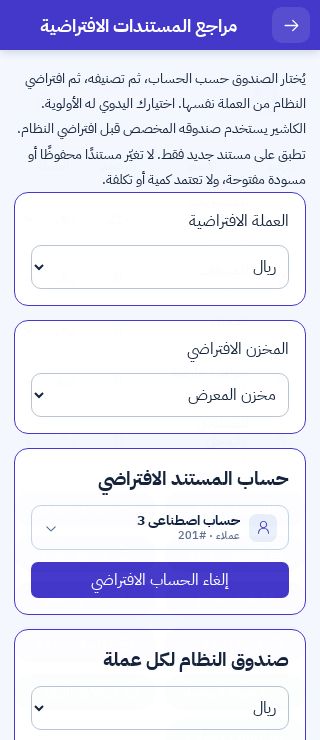 مراجع المستندات الافتراضية
يُختار الصندوق حسب الحساب، ثم تصنيفه، ثم افتراضي
النظام من العملة نفسها. اختيارك اليدوي له الأولوية.
الكاشير يستخدم صندوقه المخصص قبل افتراضي النظام.
تطبق على مستند جديد فقط. لا تغيّر مستندًا محفوظًا أو
مسودة مفتوحة، ولا تعتمد كمية أو تكلفة.
العملة الافتراضية
ريال
المخزن الافتراضي
مخزن المعرض
حساب المستند الافتراضي
حساب اصطناعي 3
عملاء · #201
إلغاء الحساب الافتراضي
صندوق النظام لكل عملة
ريال